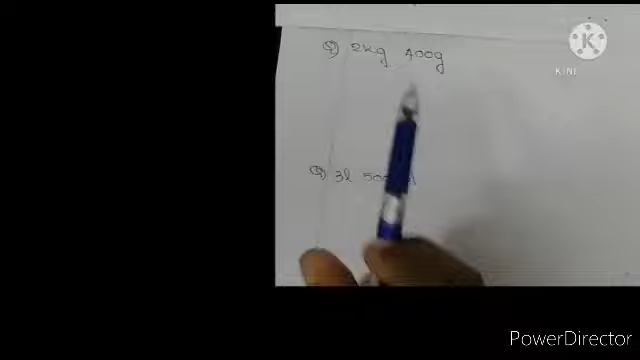 Q) 2kg 400g
K
KINE
Q) 3l
PowerDirector